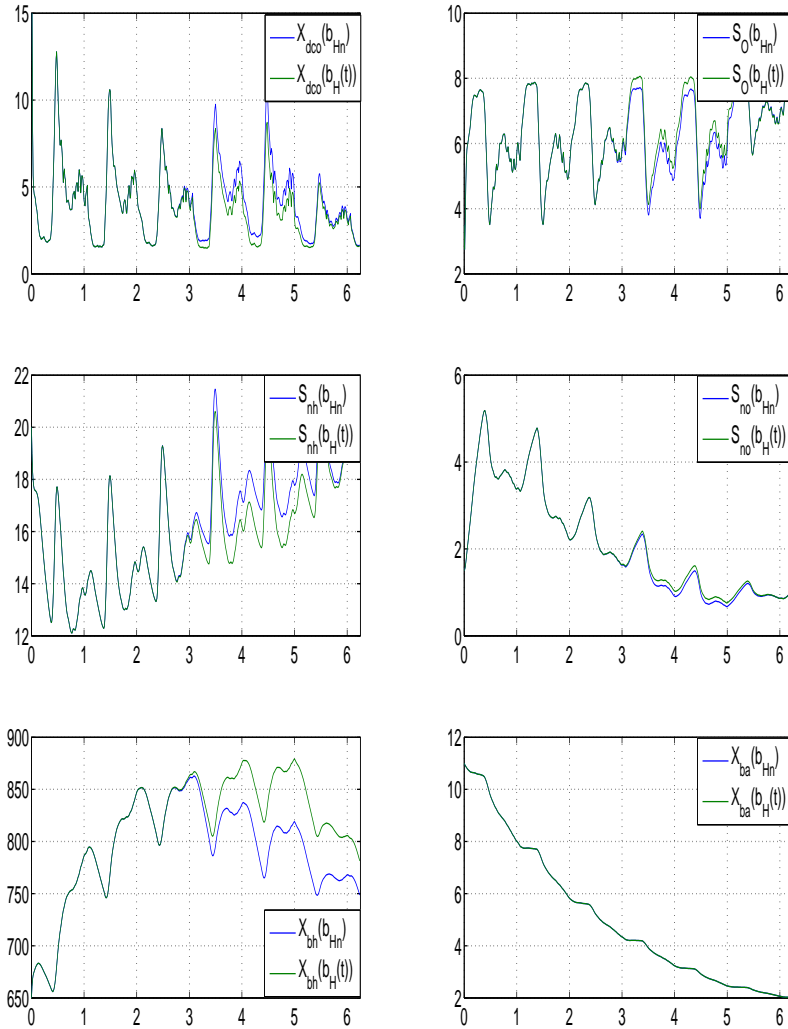 15
10
5
0
0 1 2 3 4 5 6
X_dco(b_Hn)
X_dco(b_H(t))
10
8
6
4
2
0 1 2 3 4 5 6
S_O(b_Hn)
S_O(b_H(t))
22
20
18
16
14
12
0 1 2 3 4 5 6
S_nh(b_Hn)
S_nh(b_H(t))
6
4
2
0
0 1 2 3 4 5 6
S_no(b_Hn)
S_no(b_H(t))
900
850
800
750
700
650
0 1 2 3 4 5 6
X_bh(b_Hn)
X_bh(b_H(t))
12
10
8
6
4
2
0 1 2 3 4 5 6
X_ba(b_Hn)
X_ba(b_H(t))